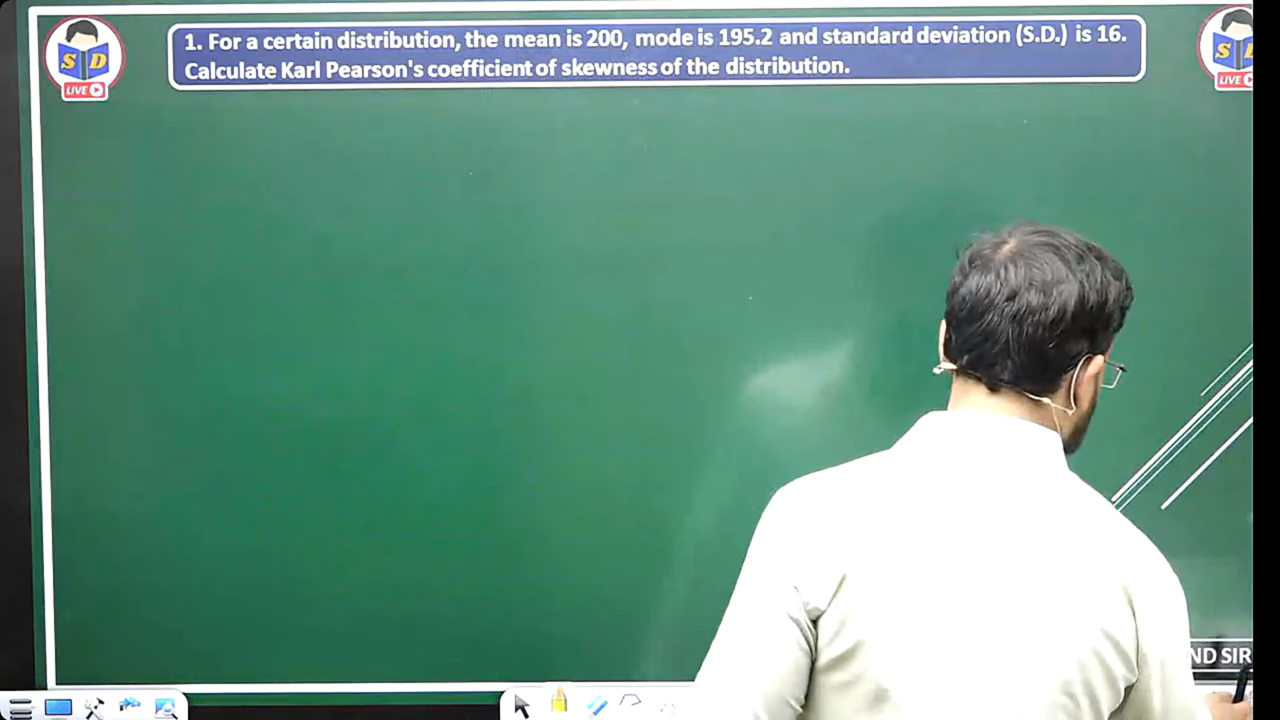 1. For a certain distribution, the mean is 200, mode is 195.2 and standard deviation (S.D.) is 16.
Calculate Karl Pearson's coefficient of skewness of the distribution.
S D
LIVE
S
LIVE
ND SIR